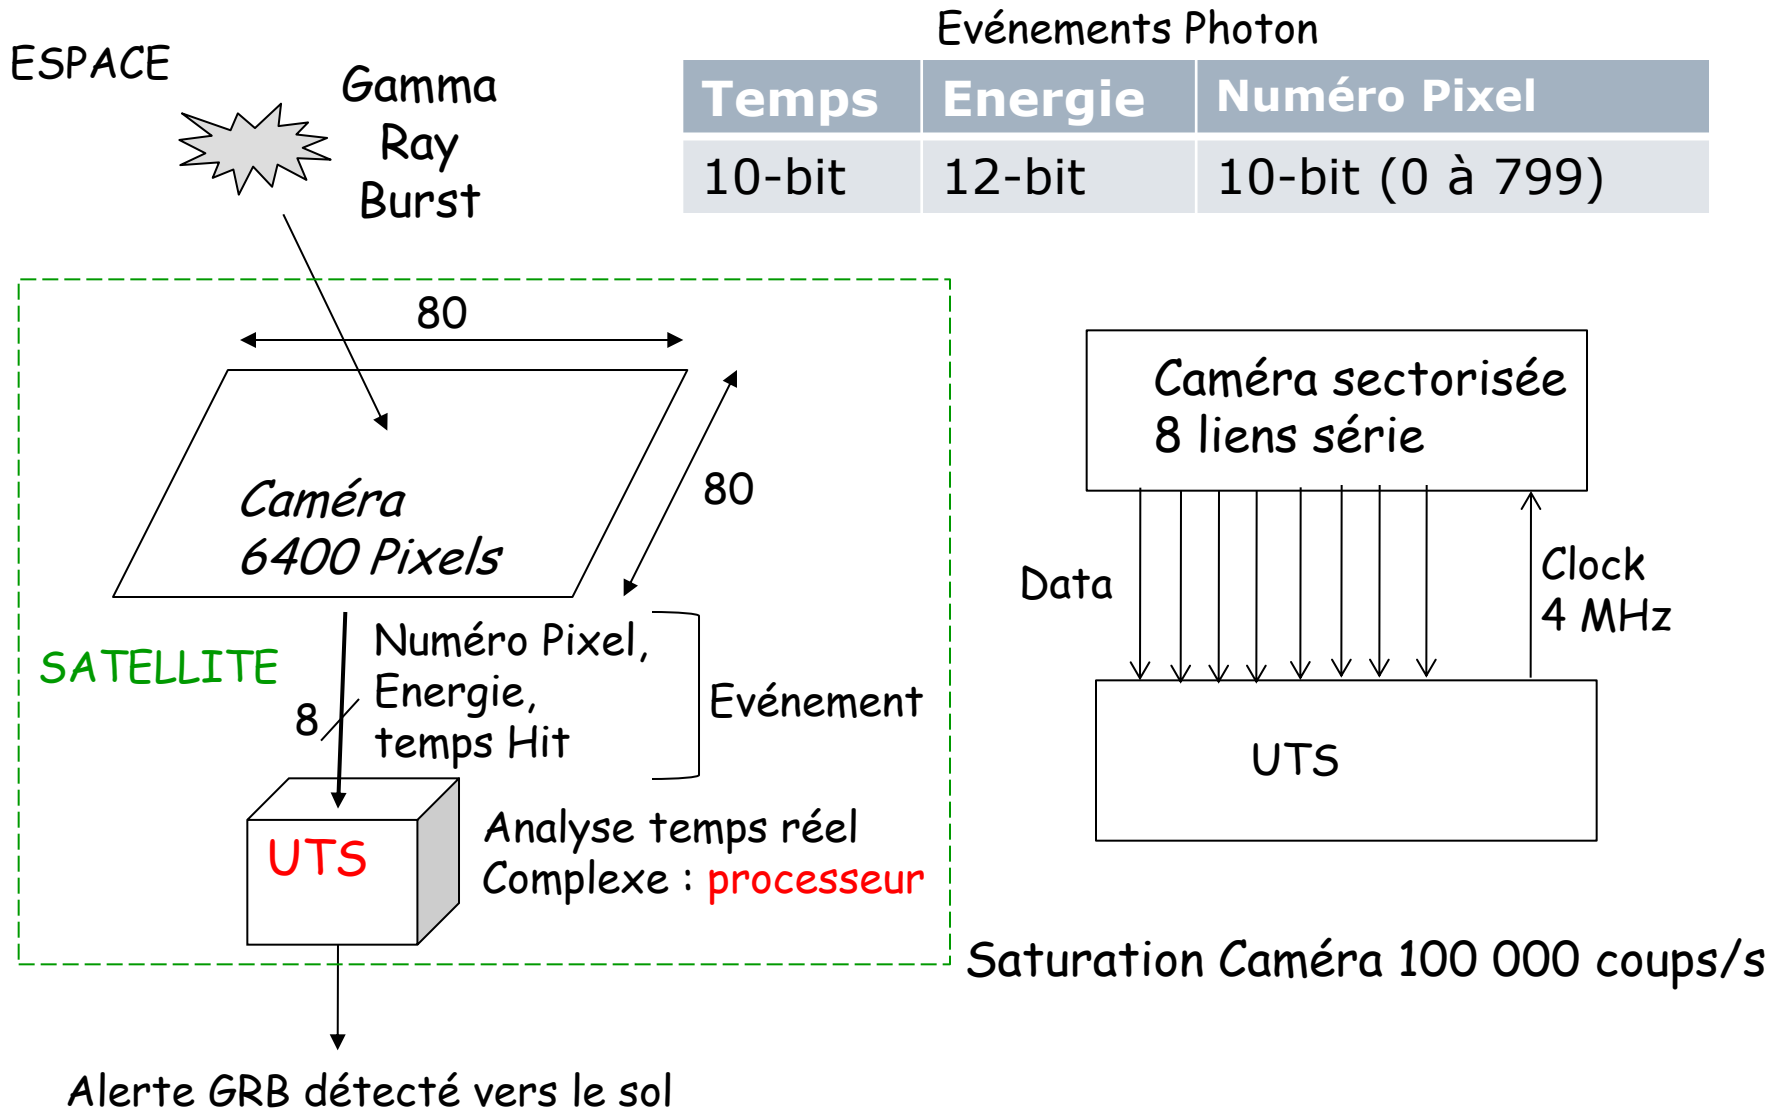 ESPACE
Gamma
Ray
Burst
Evénements Photon
Temps Energie Numéro Pixel
10-bit 12-bit 10-bit (0 à 799)
80
80
Caméra
6400 Pixels
SATELLITE
8
Numéro Pixel,
Energie,
temps Hit
Evénement
UTS
Analyse temps réel
Complexe : processeur
Alerte GRB détecté vers le sol
Caméra sectorisée
8 liens série
Data
Clock
4 MHz
UTS
Saturation Caméra 100 000 coups/s